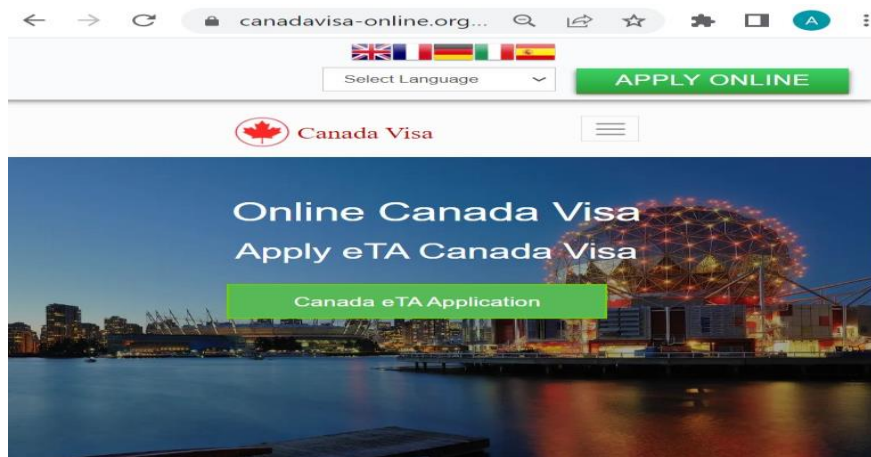 canadavisa-online.org...
A
Select Language
APPLY ONLINE
Canada Visa
Online Canada Visa
Apply eTA Canada Visa
Canada eTA Application